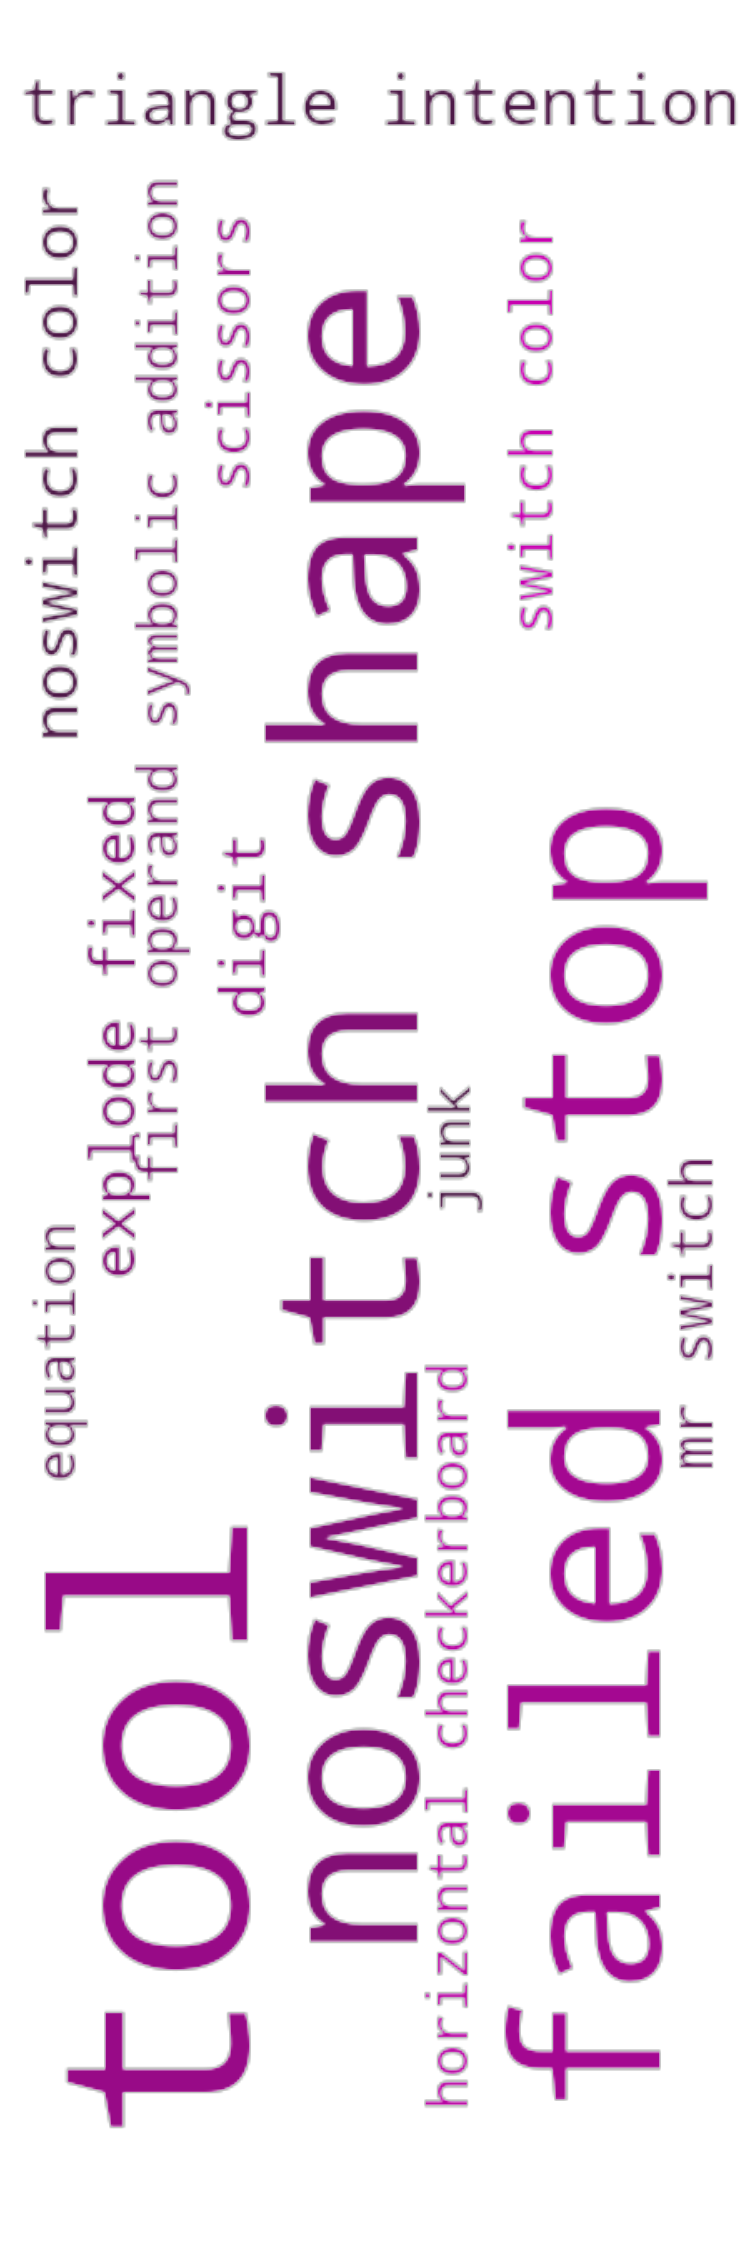 triangle intention
noswitch color
symbolic addition
scissors
switch color
noswitch shape
explode fixed
first operand
digit
failed stop
junk
mr switch
equation
horizontal checkerboard
tool